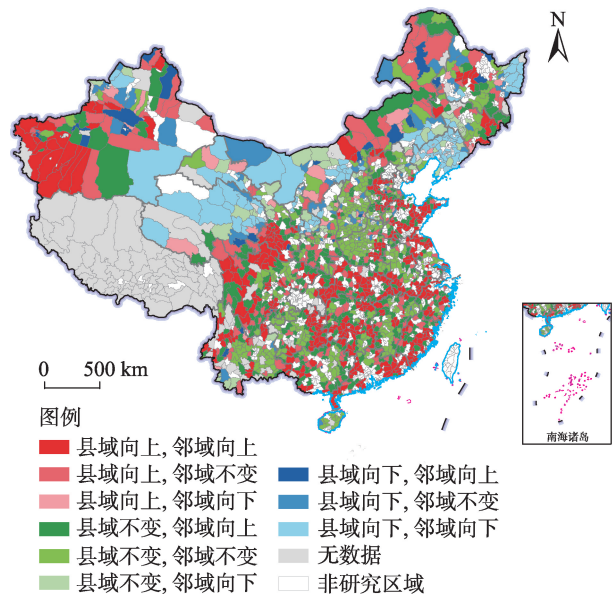 N
0 500 km
南海诸岛
图例
县域向上, 邻域向上
县域向上, 邻域不变
县域向上, 邻域向下
县域不变, 邻域向上
县域不变, 邻域不变
县域不变, 邻域向下
县域向下, 邻域向上
县域向下, 邻域不变
县域向下, 邻域向下
无数据
非研究区域